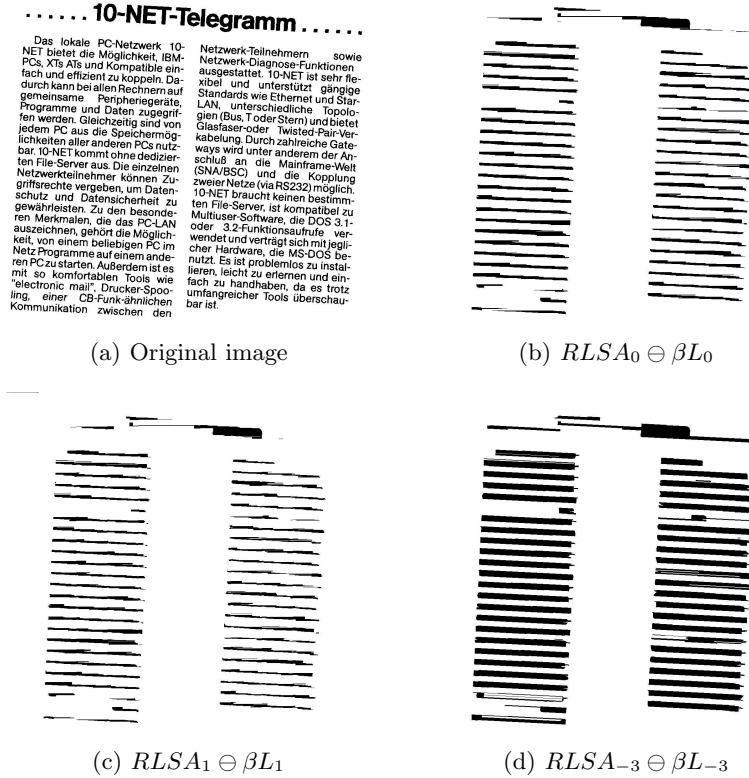 ...... 10-NET-Telegramm ......
Das lokale PC-Netzwerk 10-
NET bietet die Möglichkeit, IBM-
PCs, XTs ATs und Kompatible ein-
fach und effizient zu koppeln. Da-
durch kann bei allen Rechnern auf
gemeinsame Peripheriegeräte,
Programme und Daten zugegrif-
fen werden. Gleichzeitig sind von
jedem PC aus die Speichermög-
lichkeiten aller anderen PCs nutz-
bar. 10-NET kommt ohne dedizier-
ten File-Server aus. Die einzelnen
Netzwerkteilnehmer können Zu-
griffsrechte vergeben, um Daten-
schutz und Datensicherheit zu
gewährleisten. Zu den besonde-
ren Merkmalen, die das PC-LAN
auszeichnen, gehört die Möglich-
keit, von einem beliebigen PC im
Netz Programme auf einem ande-
ren PC zu starten. Außerdem ist es
mit so komfortablen Tools wie
"electronic mail", Drucker-Spoo-
ling, einer CB-Funk-ähnlichen
Kommunikation zwischen den
Netzwerk-Teilnehmern sowie
Netzwerk-Diagnose-Funktionen
ausgestattet. 10-NET ist sehr fle-
xibel und unterstützt gängige
Standards wie Ethernet und Star-
LAN, unterschiedliche Topolo-
gien (Bus, T oder Stern) und bietet
Glasfaser-oder Twisted-Pair-Ver-
kabelung. Durch zahlreiche Gate-
ways wird unter anderem der An-
schluß an die Mainframe-Welt
(SNA/BSC) und die Kopplung
zweier Netze (via RS232) möglich.
10-NET braucht keinen bestimm-
ten File-Server, ist kompatibel zu
Multiuser-Software, die DOS 3.1-
oder 3.2-Funktionsaufrufe ver-
wendet und verträgt sich mit jegli-
cher Hardware, die MS-DOS be-
nutzt. Es ist problemlos zu instal-
lieren, leicht zu erlernen und ein-
fach zu handhaben, da es trotz
umfangreicher Tools überschau-
bar ist.
(a) Original image
(b) RLSA₀ ⊖ βL₀
(c) RLSA₁ ⊖ βL₁
(d) RLSA₋₃ ⊖ βL₋₃